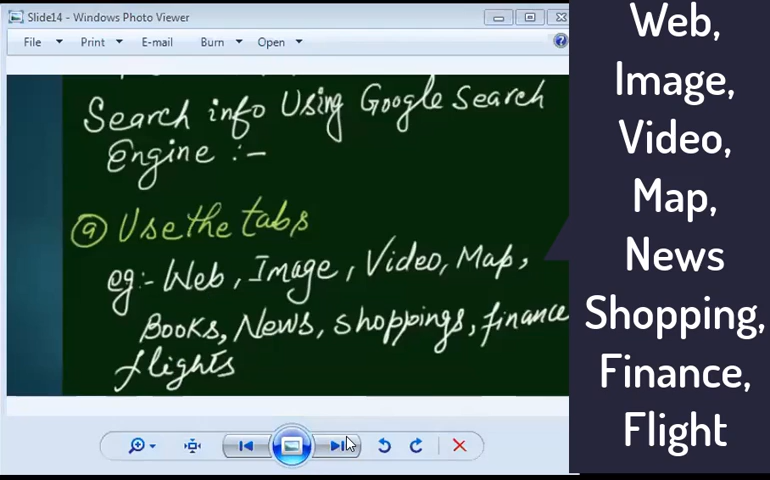 Slide14 - Windows Photo Viewer
File Print E-mail Burn Open
Search info Using Google Search
Engine :-
(a) Use the tabs
eg:- Web, Image, Video, Map,
Books, News, shoppings, finance
flights
Web,
Image,
Video,
Map,
News
Shopping,
Finance,
Flight